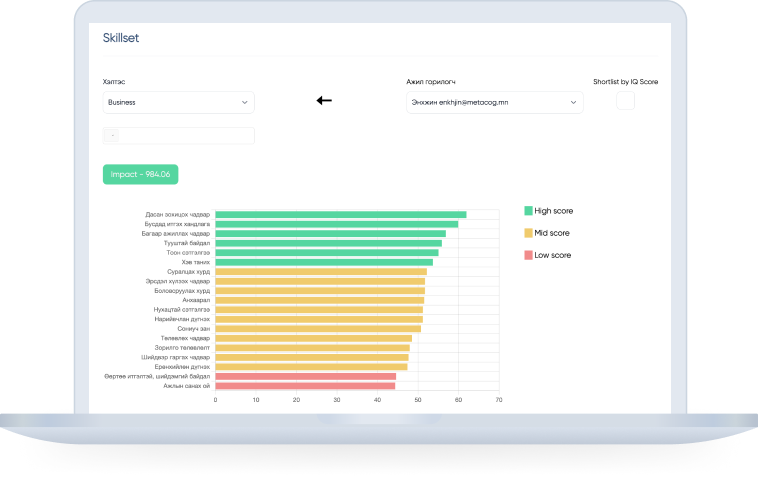 Skillset
Хэлтэс
Ажил горилогч
Shortlist by IQ Score
Business
Энхжин enkhjin@metacog.mn
-
Impact - 984.06
Дасан зохицох чадвар
Бусдад итгэх хандлага
Багаар ажиллах чадвар
Тууштай байдал
Тоон сэтгэлгээ
Хэв таних
Суралцах хурд
Эрсдэл хүлээх чадвар
Боловсруулах хурд
Анхаарал
Нухацтай сэтгэлгээ
Нарийвчлан дүгнэх
Сониуч зан
Төлөвлөх чадвар
Зорилго төлөвлөлт
Шийдвэр гаргах чадвар
Ерөнхийлөн дүгнэх
Өөртөө итгэлтэй, шийдэмгий байдал
Ажлын санах ой
0 10 20 30 40 50 60 70
High score
Mid score
Low score